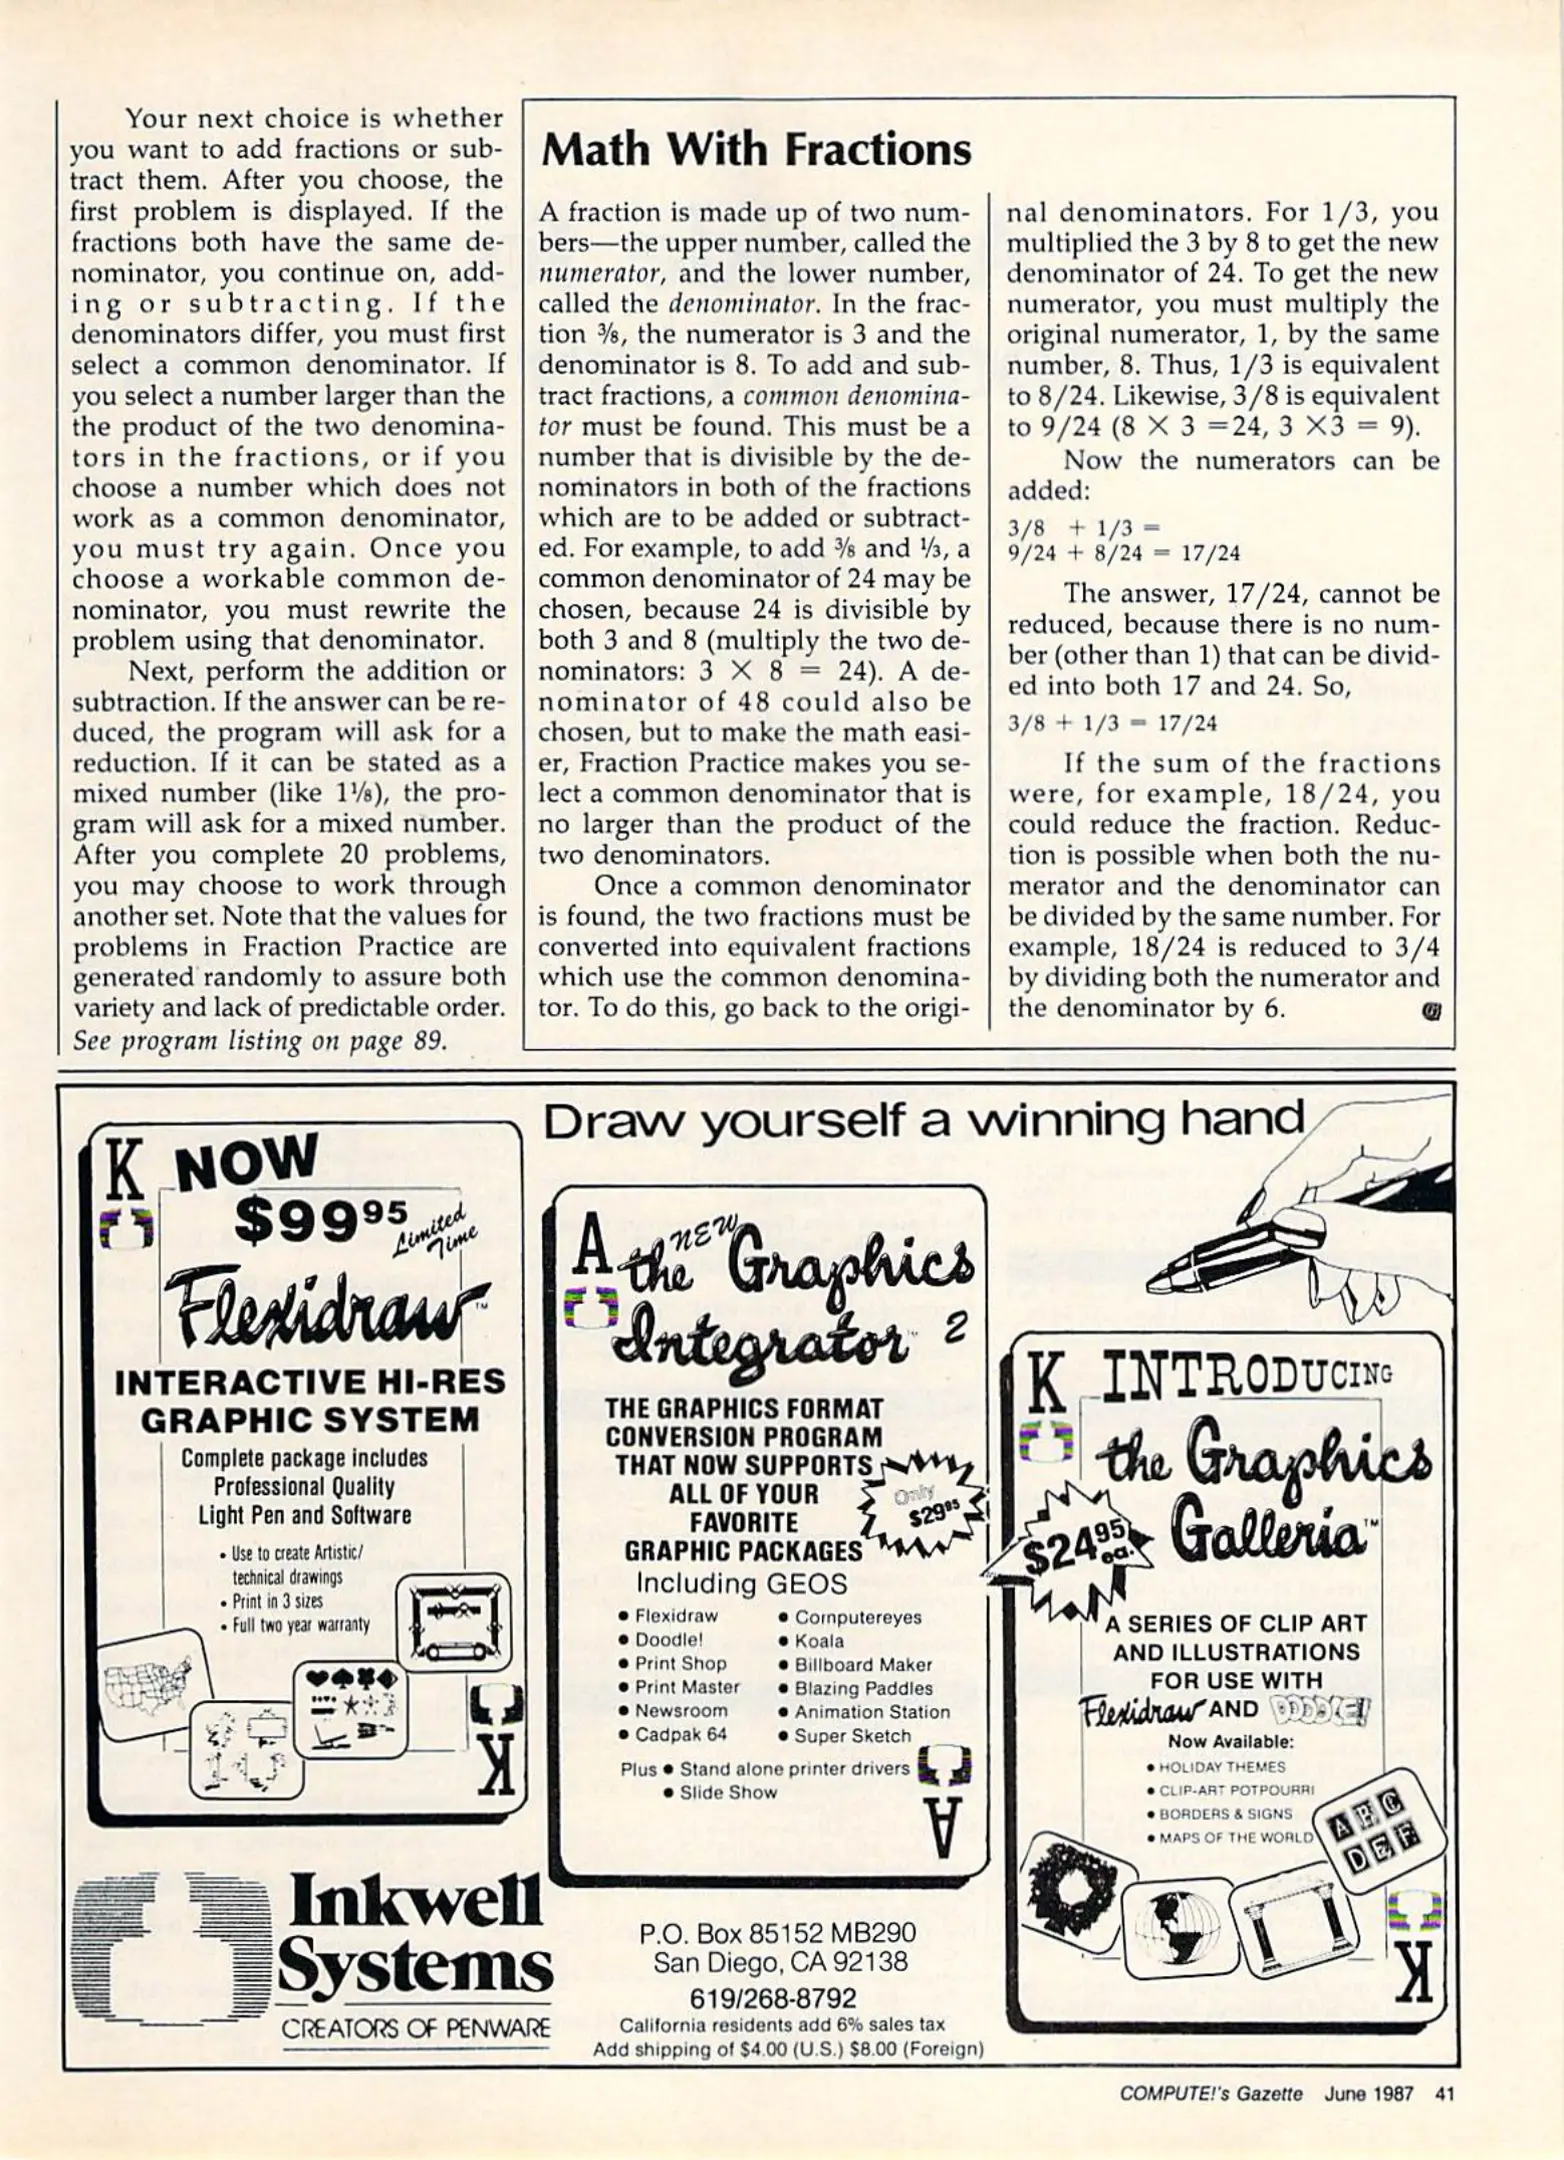 Your next choice is whether
you want to add fractions or sub-
tract them. After you choose, the
first problem is displayed. If the
fractions both have the same de-
nominator, you continue on, add-
ing or subtracting. If the
denominators differ, you must first
select a common denominator. If
you select a number larger than the
the product of the two denomina-
tors in the fractions, or if you
choose a number which does not
work as a common denominator,
you must try again. Once you
choose a workable common de-
nominator, you must rewrite the
problem using that denominator.
Next, perform the addition or
subtraction. If the answer can be re-
duced, the program will ask for a
reduction. If it can be stated as a
mixed number (like 1⅛), the pro-
gram will ask for a mixed number.
After you complete 20 problems,
you may choose to work through
another set. Note that the values for
problems in Fraction Practice are
generated randomly to assure both
variety and lack of predictable order.
See program listing on page 89.
Math With Fractions
A fraction is made up of two num-
bers—the upper number, called the
numerator, and the lower number,
called the denominator. In the frac-
tion ⅜, the numerator is 3 and the
denominator is 8. To add and sub-
tract fractions, a common denomina-
tor must be found. This must be a
number that is divisible by the de-
nominators in both of the fractions
which are to be added or subtract-
ed. For example, to add ⅜ and ⅓, a
common denominator of 24 may be
chosen, because 24 is divisible by
both 3 and 8 (multiply the two de-
nominators: 3 × 8 = 24). A de-
nominator of 48 could also be
chosen, but to make the math easi-
er, Fraction Practice makes you se-
lect a common denominator that is
no larger than the product of the
two denominators.
Once a common denominator
is found, the two fractions must be
converted into equivalent fractions
which use the common denomina-
tor. To do this, go back to the origi-
nal denominators. For 1/3, you
multiplied the 3 by 8 to get the new
denominator of 24. To get the new
numerator, you must multiply the
original numerator, 1, by the same
number, 8. Thus, 1/3 is equivalent
to 8/24. Likewise, 3/8 is equivalent
to 9/24 (8 × 3 =24, 3 ×3 = 9).
Now the numerators can be
added:
3/8 + 1/3 =
9/24 + 8/24 = 17/24
The answer, 17/24, cannot be
reduced, because there is no num-
ber (other than 1) that can be divid-
ed into both 17 and 24. So,
3/8 + 1/3 = 17/24
If the sum of the fractions
were, for example, 18/24, you
could reduce the fraction. Reduc-
tion is possible when both the nu-
merator and the denominator can
be divided by the same number. For
example, 18/24 is reduced to 3/4
by dividing both the numerator and
the denominator by 6.
Draw yourself a winning hand
K
NOW
$99⁹⁵
Limited
Time
Flexidraw™
INTERACTIVE HI-RES
GRAPHIC SYSTEM
Complete package includes
Professional Quality
Light Pen and Software
• Use to create Artistic/
technical drawings
• Print in 3 sizes
• Full two year warranty
K
A
the NEW Graphics
Integrator™ 2
THE GRAPHICS FORMAT
CONVERSION PROGRAM
THAT NOW SUPPORTS
ALL OF YOUR
FAVORITE
GRAPHIC PACKAGES
Only
$29⁹⁵
Including GEOS
• Flexidraw
• Doodle!
• Print Shop
• Print Master
• Newsroom
• Cadpak 64
• Computereyes
• Koala
• Billboard Maker
• Blazing Paddles
• Animation Station
• Super Sketch
Plus • Stand alone printer drivers
• Slide Show
A
K
INTRODUCING
the Graphics
Galleria™
$24⁹⁵ ea.
A SERIES OF CLIP ART
AND ILLUSTRATIONS
FOR USE WITH
Flexidraw AND DOODLE!
Now Available:
• HOLIDAY THEMES
• CLIP-ART POTPOURRI
• BORDERS & SIGNS
• MAPS OF THE WORLD
A B C
D E F
K
Inkwell
Systems
CREATORS OF PENWARE
P.O. Box 85152 MB290
San Diego, CA 92138
619/268-8792
California residents add 6% sales tax
Add shipping of $4.00 (U.S.) $8.00 (Foreign)
COMPUTE!'s Gazette June 1987 41